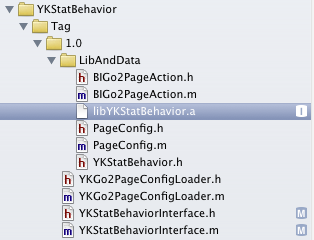 YKStatBehavior
Tag
1.0
LibAndData
BIGo2PageAction.h
BIGo2PageAction.m
libYKStatBehavior.a I
PageConfig.h
PageConfig.m
YKStatBehavior.h
YKGo2PageConfigLoader.h
YKGo2PageConfigLoader.m
YKStatBehaviorInterface.h M
YKStatBehaviorInterface.m M